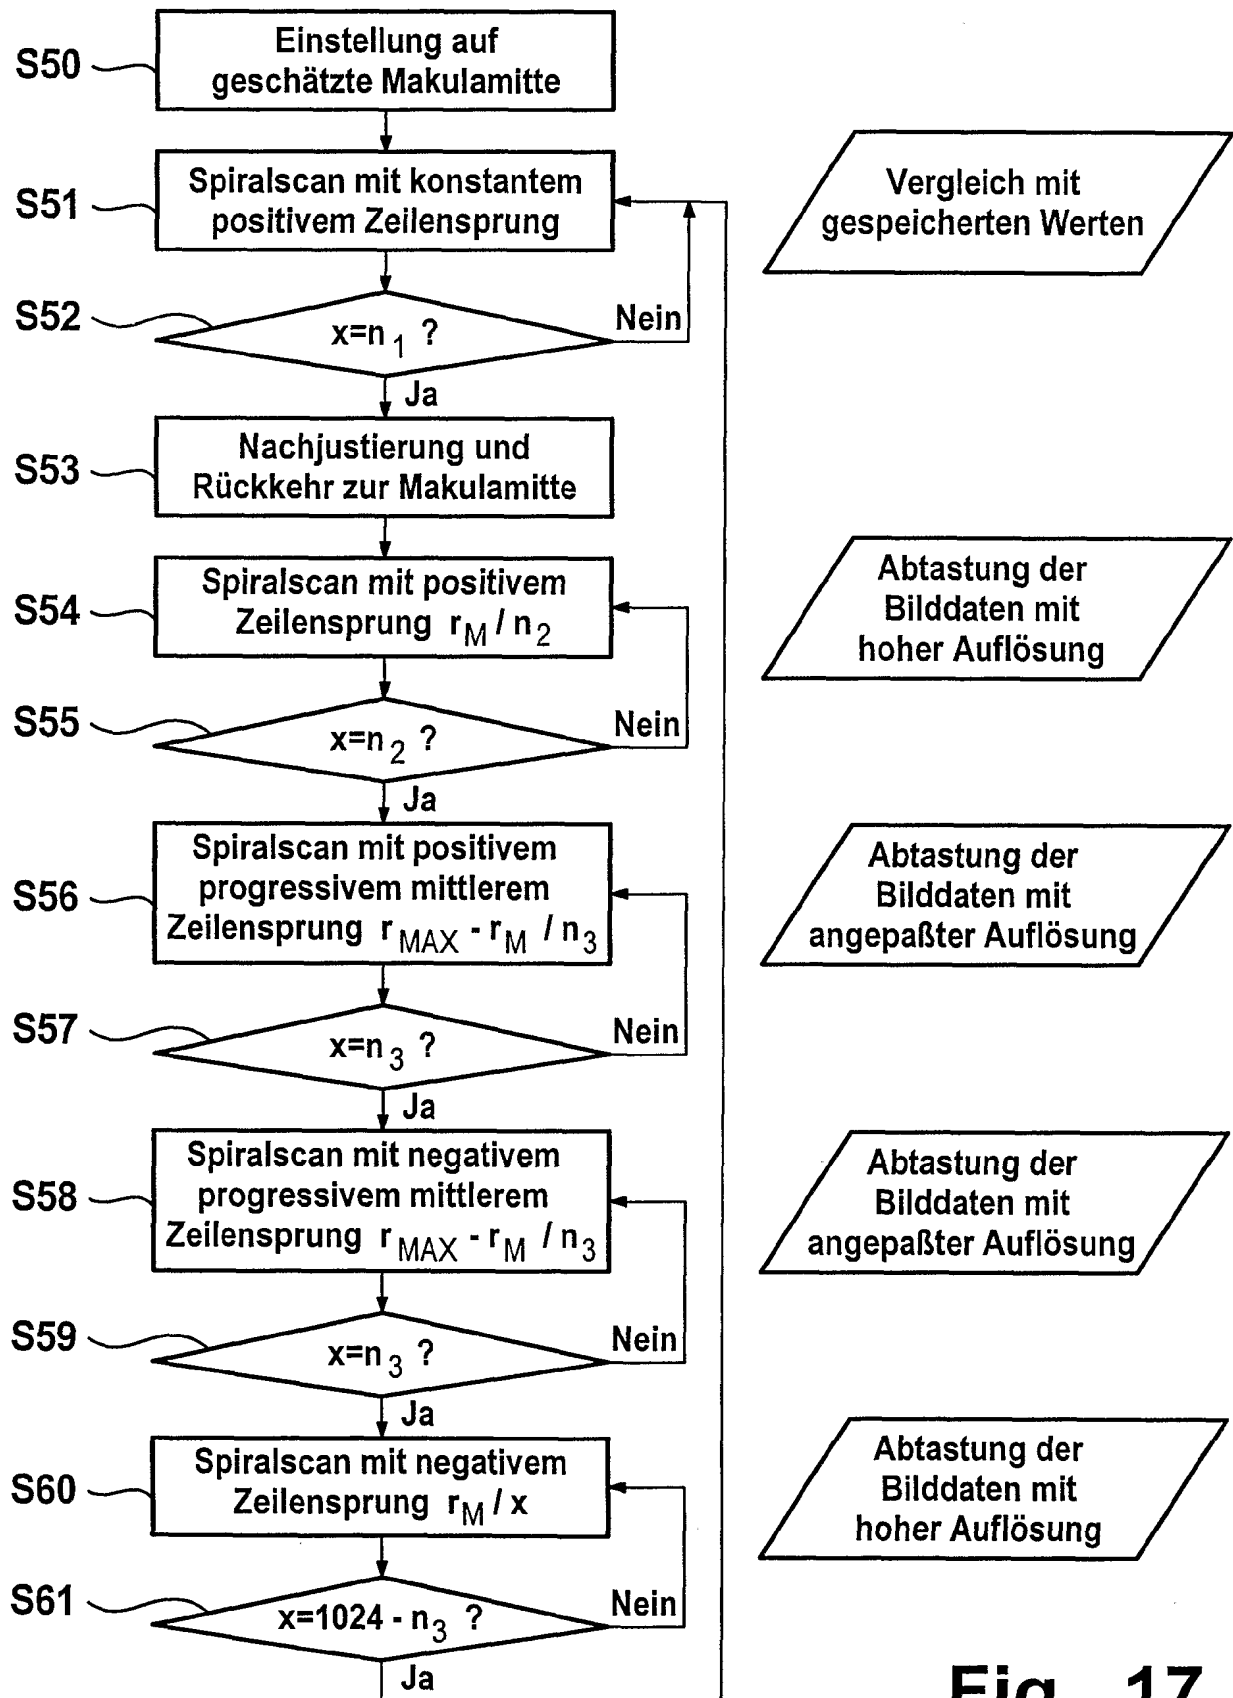 S50
Einstellung auf
geschätzte Makulamitte
S51
Spiralscan mit konstantem
positivem Zeilensprung
Vergleich mit
gespeicherten Werten
S52
x=n1 ?
Nein
Ja
S53
Nachjustierung und
Rückkehr zur Makulamitte
S54
Spiralscan mit positivem
Zeilensprung rM / n2
Abtastung der
Bilddaten mit
hoher Auflösung
S55
x=n2 ?
Nein
Ja
S56
Spiralscan mit positivem
progressivem mittlerem
Zeilensprung rMAX - rM / n3
Abtastung der
Bilddaten mit
angepaßter Auflösung
S57
x=n3 ?
Nein
Ja
S58
Spiralscan mit negativem
progressivem mittlerem
Zeilensprung rMAX - rM / n3
Abtastung der
Bilddaten mit
angepaßter Auflösung
S59
x=n3 ?
Nein
Ja
S60
Spiralscan mit negativem
Zeilensprung rM / x
Abtastung der
Bilddaten mit
hoher Auflösung
S61
x=1024 - n3 ?
Nein
Ja
Fig. 17